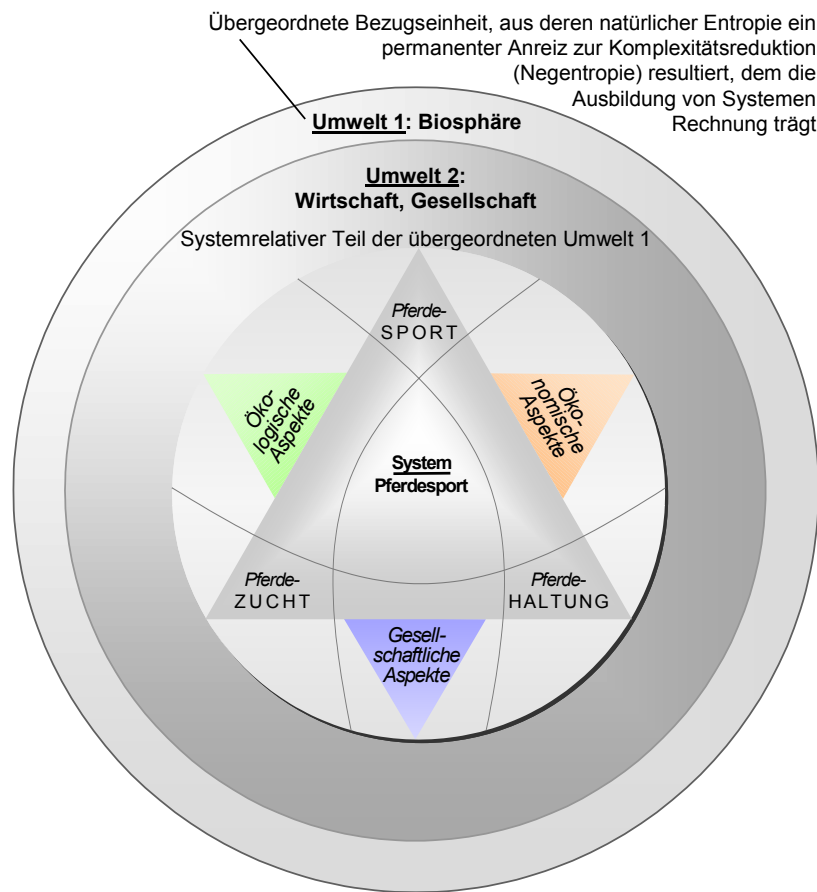 Übergeordnete Bezugseinheit, aus deren natürlicher Entropie ein
permanenter Anreiz zur Komplexitätsreduktion
(Negentropie) resultiert, dem die
Ausbildung von Systemen
Rechnung trägt
Umwelt 1: Biosphäre
Umwelt 2:
Wirtschaft, Gesellschaft
Systemrelativer Teil der übergeordneten Umwelt 1
Pferde-
SPORT
Öko-
logische
Aspekte
Öko-
nomische
Aspekte
System
Pferdesport
Pferde-
ZUCHT
Pferde-
HALTUNG
Gesell-
schaftliche
Aspekte